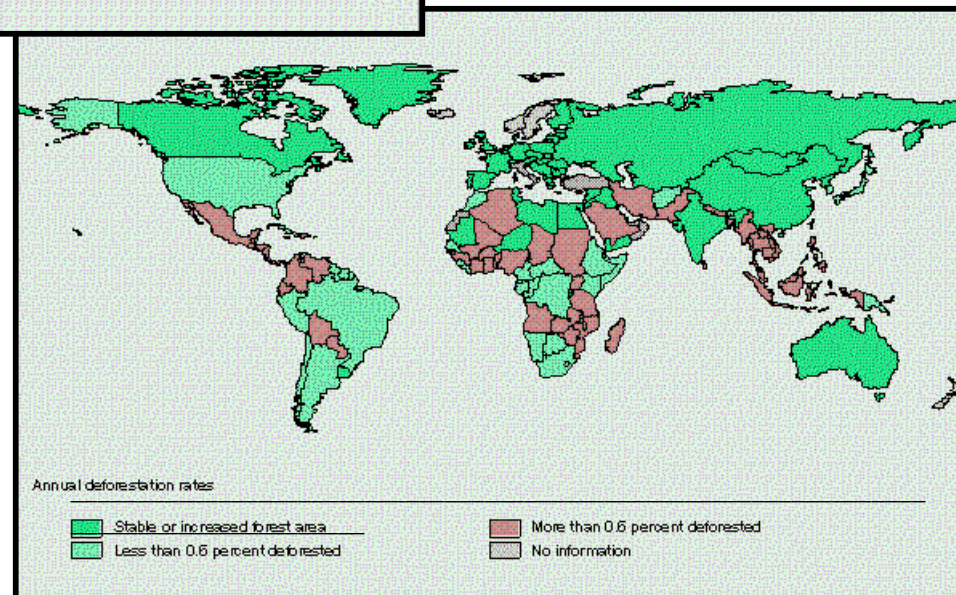 Annual deforestation rates
Stable or increased forest area
Less than 0.6 percent deforested
More than 0.6 percent deforested
No information